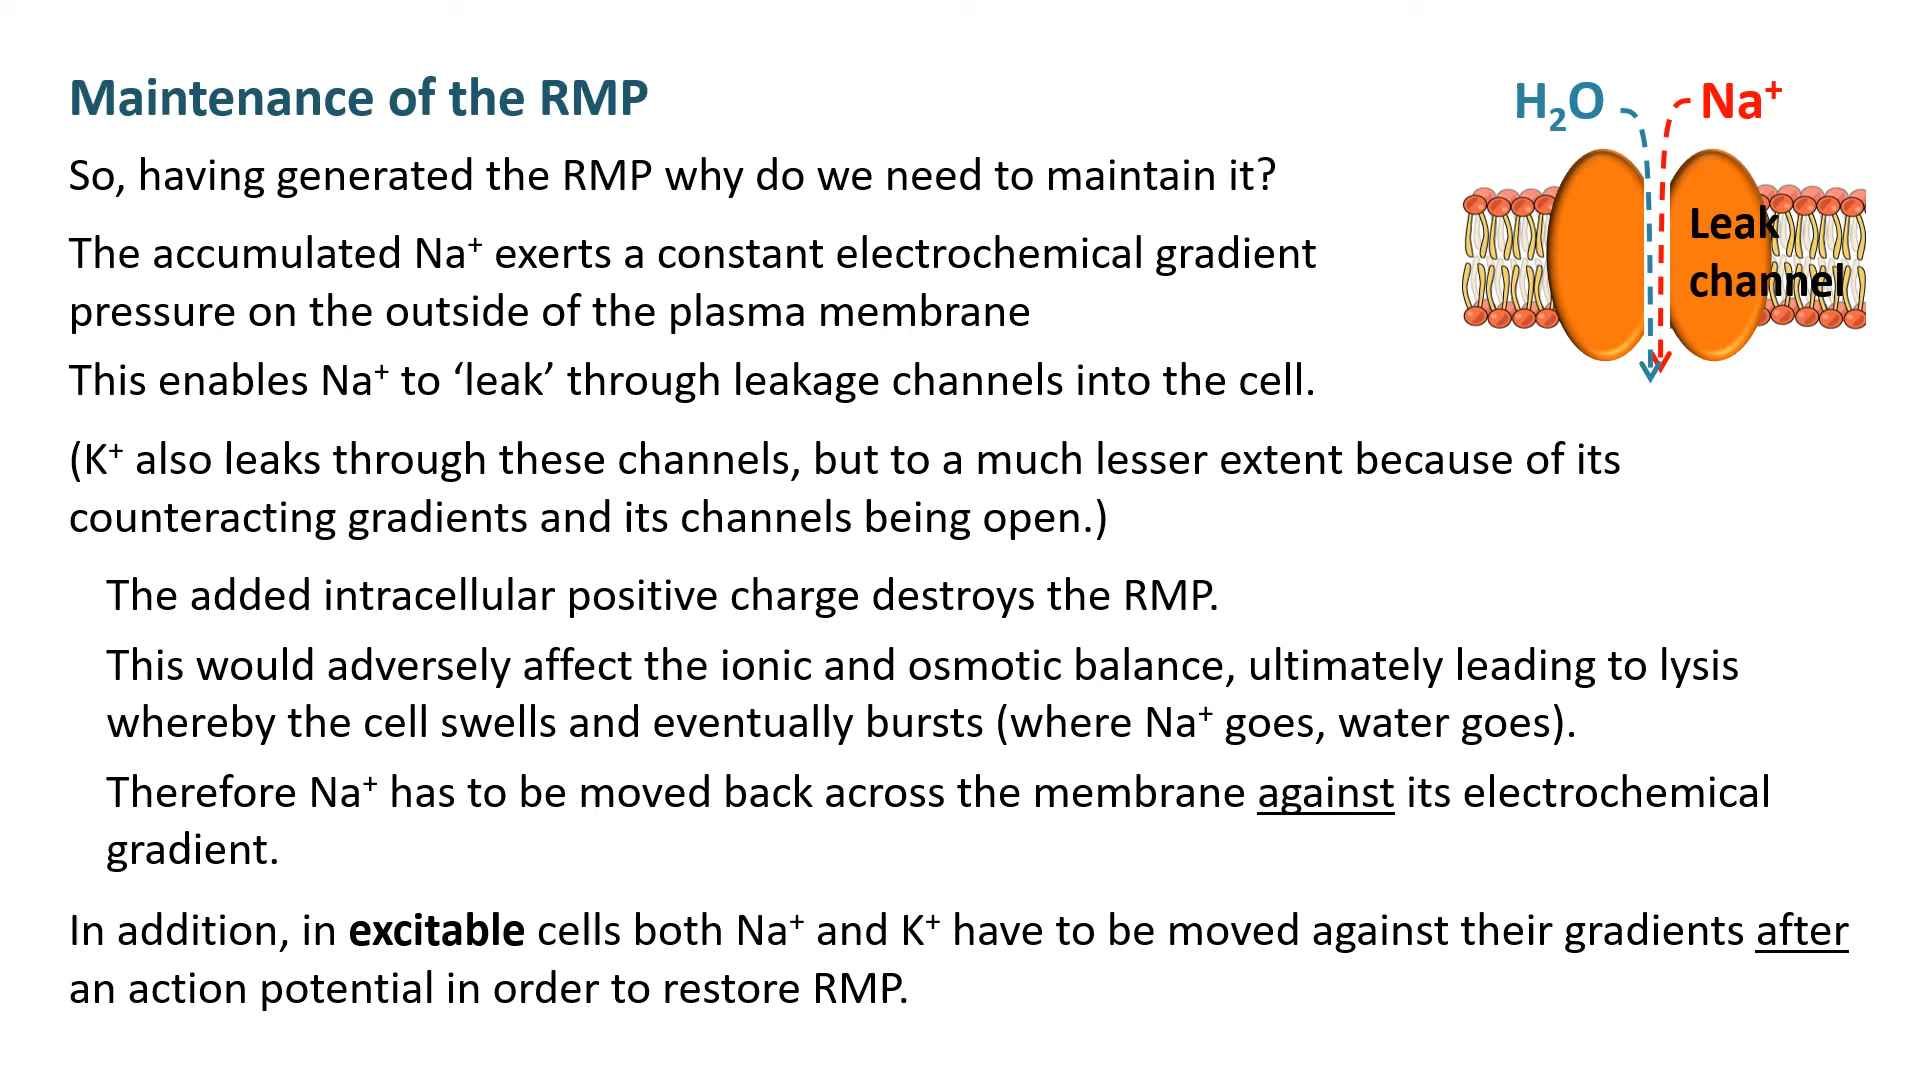 Maintenance of the RMP
H₂O Na⁺
So, having generated the RMP why do we need to maintain it?
Leak
channel
The accumulated Na⁺ exerts a constant electrochemical gradient
pressure on the outside of the plasma membrane
This enables Na⁺ to ‘leak’ through leakage channels into the cell.
(K⁺ also leaks through these channels, but to a much lesser extent because of its
counteracting gradients and its channels being open.)
The added intracellular positive charge destroys the RMP.
This would adversely affect the ionic and osmotic balance, ultimately leading to lysis
whereby the cell swells and eventually bursts (where Na⁺ goes, water goes).
Therefore Na⁺ has to be moved back across the membrane against its electrochemical
gradient.
In addition, in excitable cells both Na⁺ and K⁺ have to be moved against their gradients after
an action potential in order to restore RMP.